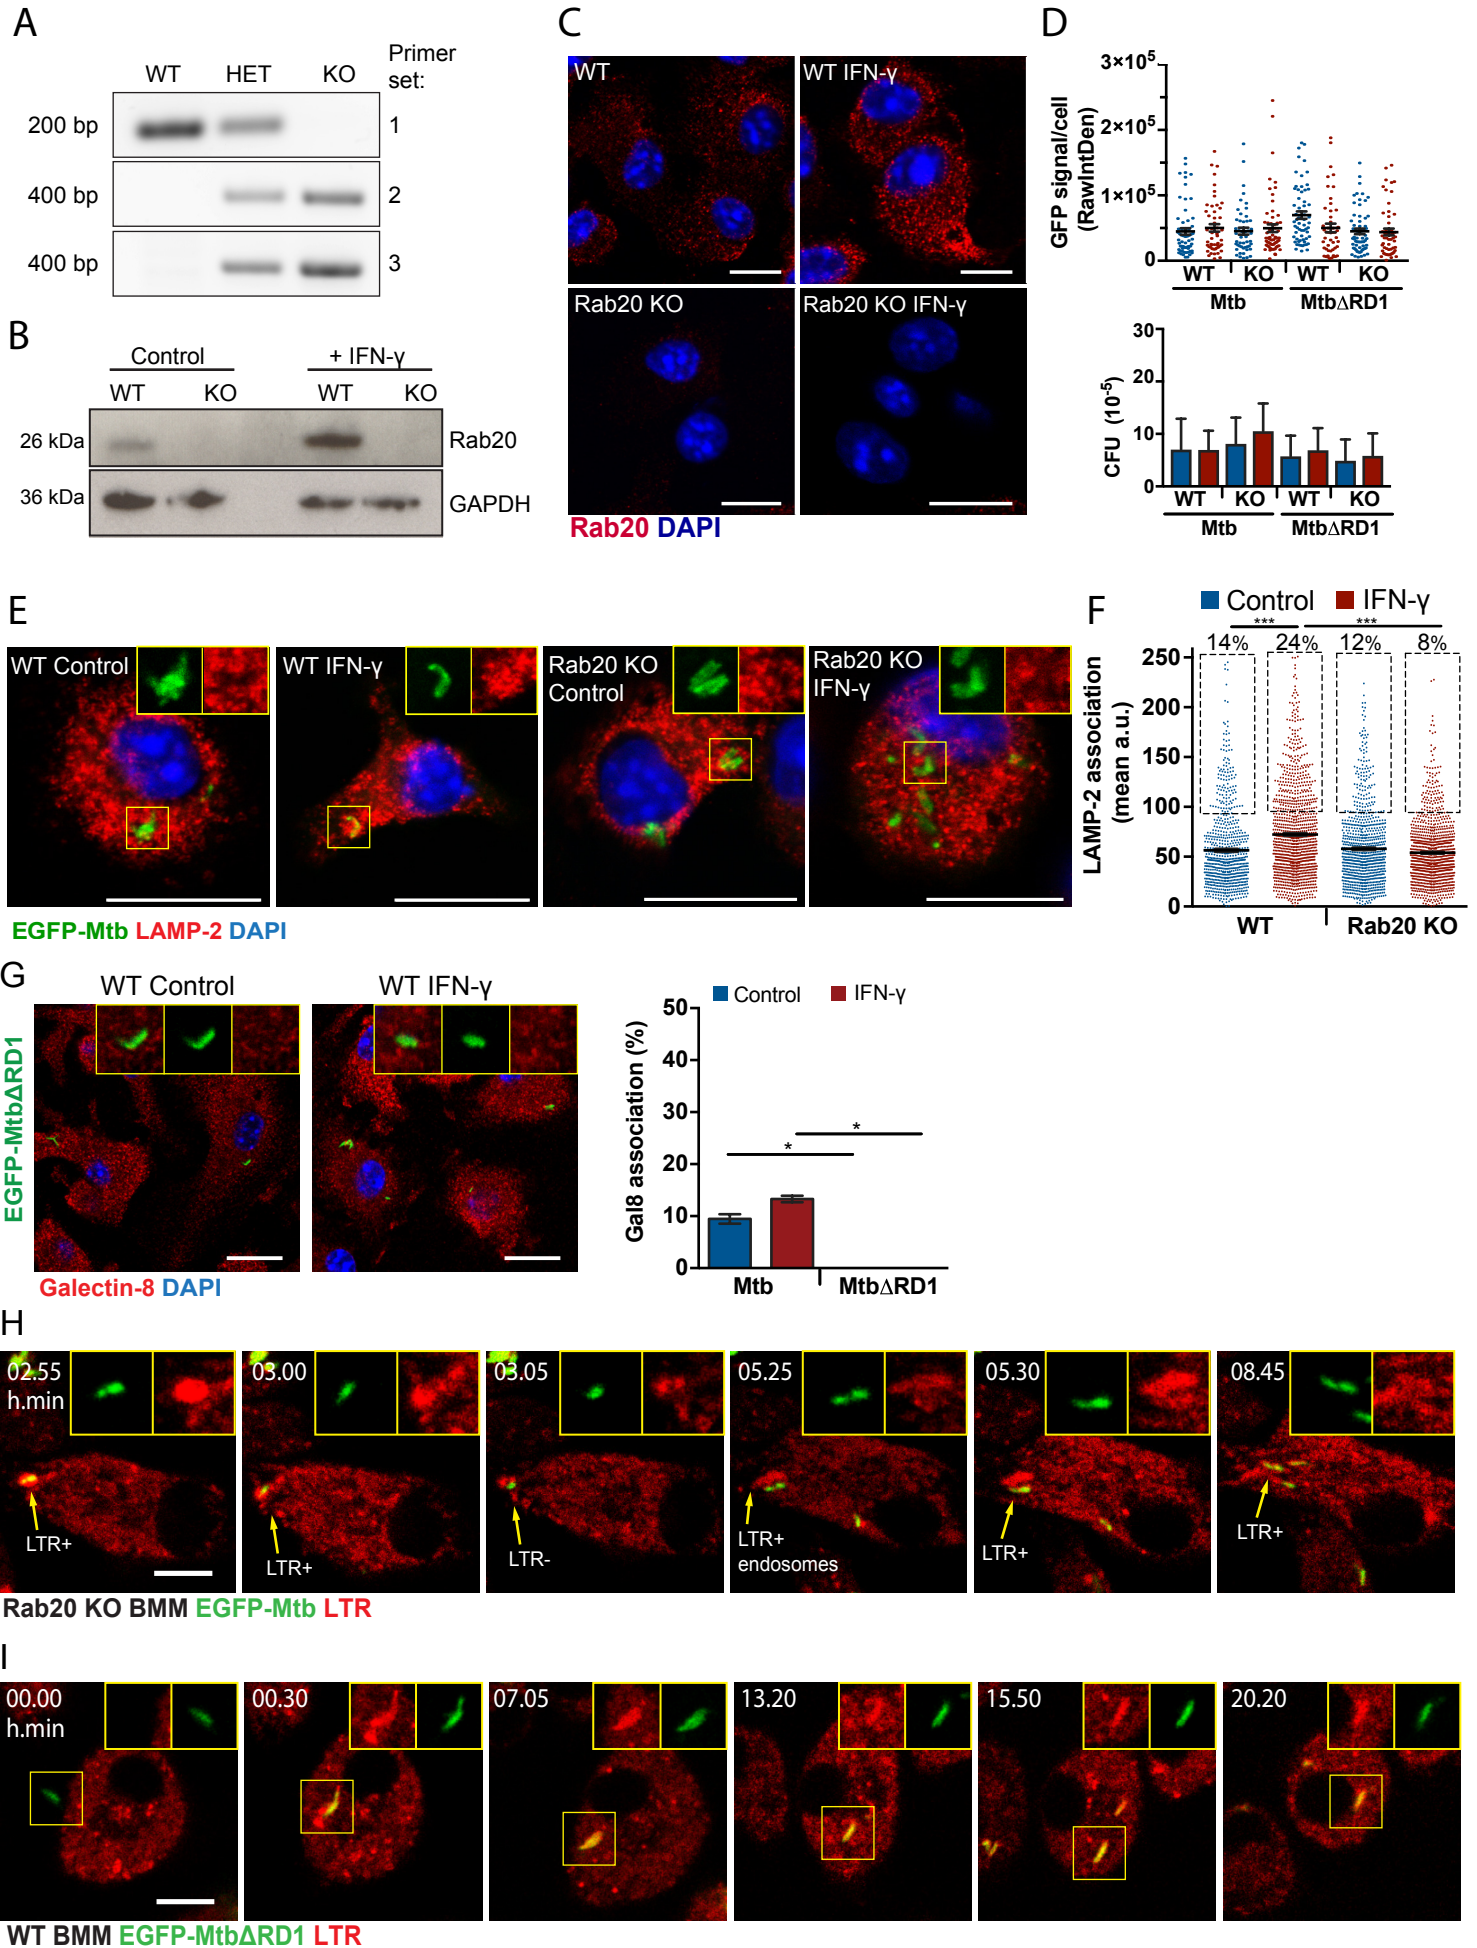 A
WT HET KO Primer set:
200 bp 1
400 bp 2
400 bp 3
B
Control + IFN-γ
WT KO WT KO
26 kDa Rab20
36 kDa GAPDH
C
WT WT IFN-γ
Rab20 KO Rab20 KO IFN-γ
Rab20 DAPI
D
GFP signal/cell (RawIntDen)
3×10⁵
2×10⁵
1×10⁵
0
WT KO WT KO
Mtb MtbΔRD1
CFU (10⁻⁵)
30
20
10
0
WT KO WT KO
Mtb MtbΔRD1
E
WT Control WT IFN-γ Rab20 KO Control Rab20 KO IFN-γ
EGFP-Mtb LAMP-2 DAPI
F
Control IFN-γ
*** ***
14% 24% 12% 8%
LAMP-2 association (mean a.u.)
250
200
150
100
50
0
WT Rab20 KO
G
WT Control WT IFN-γ
EGFP-MtbΔRD1
Galectin-8 DAPI
Control IFN-γ
Gal8 association (%)
50
40
30
20
10
0
* *
Mtb MtbΔRD1
H
02.55 h.min 03.00 03.05 05.25 05.30 08.45
LTR+ LTR+ LTR- LTR+ endosomes LTR+ LTR+
Rab20 KO BMM EGFP-Mtb LTR
I
00.00 h.min 00.30 07.05 13.20 15.50 20.20
WT BMM EGFP-MtbΔRD1 LTR